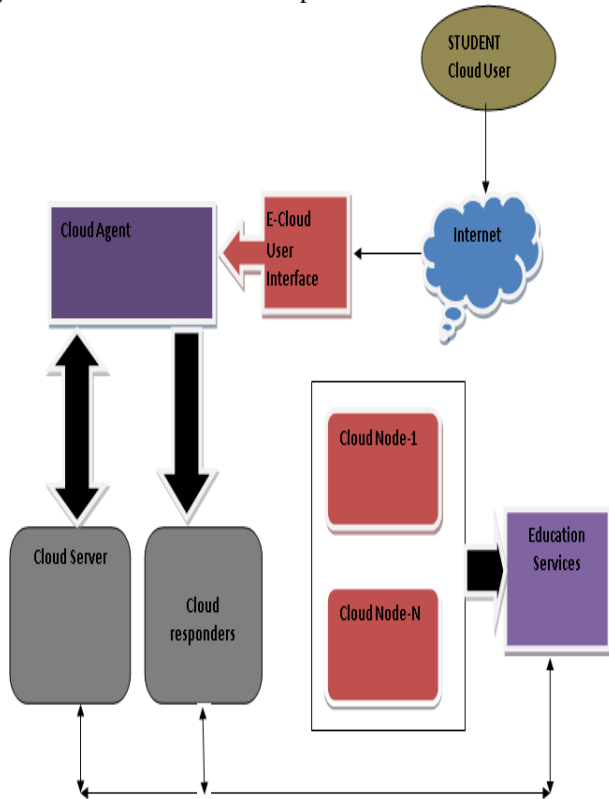 STUDENT
Cloud User
Internet
E-Cloud
User
Interface
Cloud Agent
Cloud Node-1
Cloud Node-N
Education
Services
Cloud Server
Cloud
responders